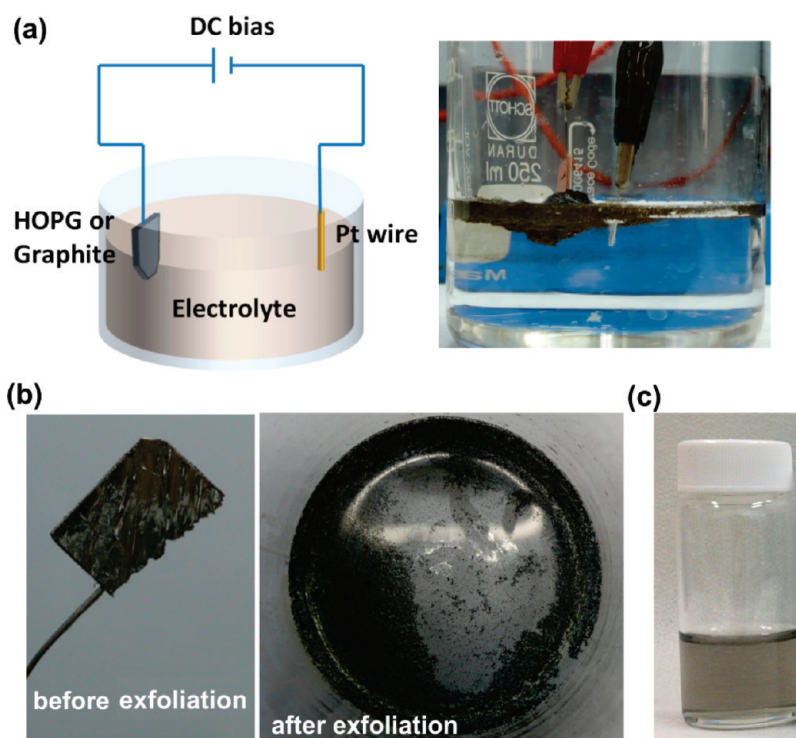 (a)
DC bias
HOPG or
Graphite
Pt wire
Electrolyte
SCHOTT
DURAN
250 ml
(b)
before exfoliation
after exfoliation
(c)